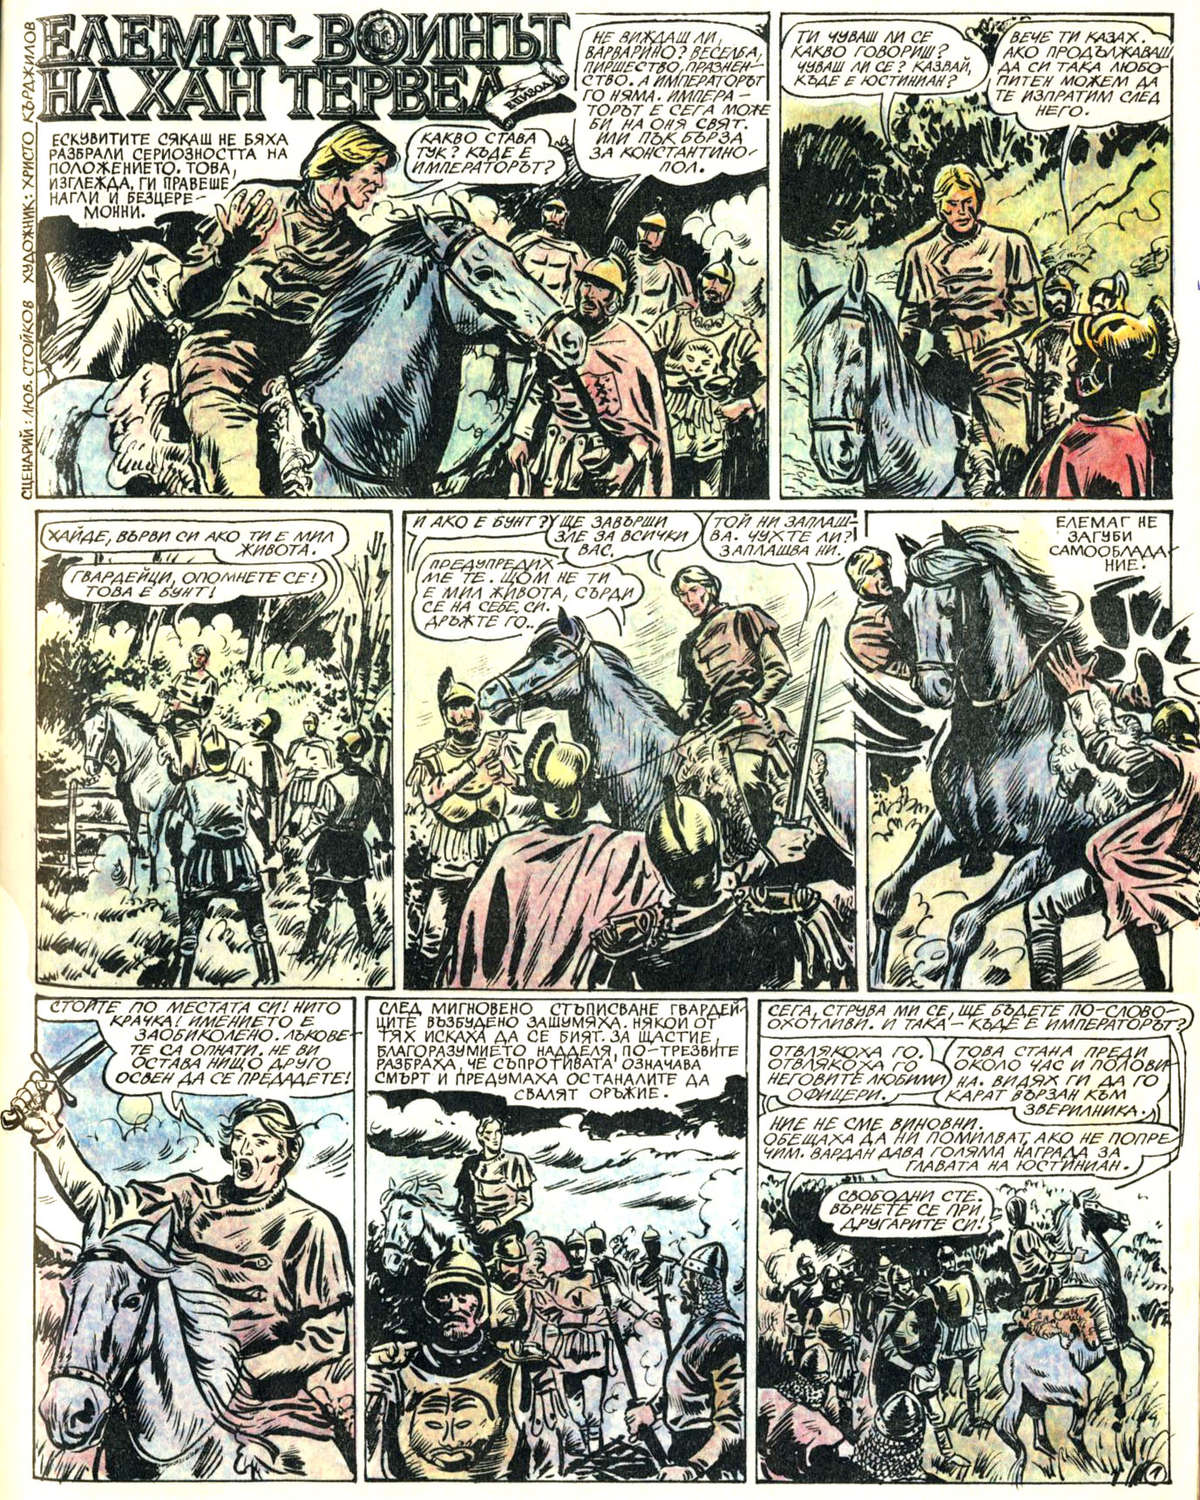 ЕЛЕМАГ-ВОИНЪТ
НА ХАН ТЕРВЕЛ
X ЕПИЗОД
СЦЕНАРИЙ: ЛЮБ. СТОЙКОВ ХУДОЖНИК: ХРИСТО КЪРДЖИЛОВ
ЕСКУВИТИТЕ СЯКАШ НЕ БЯХА
РАЗБРАЛИ СЕРИОЗНОСТТА НА
ПОЛОЖЕНИЕТО. ТОВА,
ИЗГЛЕЖДА, ГИ ПРАВЕШЕ
НАГЛИ И БЕЗЦЕРЕ-
МОННИ.
КАКВО СТАВА
ТУК? КЪДЕ Е
ИМПЕРАТОРЪТ?
НЕ ВИЖДАШ ЛИ,
ВАРВАРИНО? ВЕСЕЛБА,
ПИРШЕСТВО, ПРАЗНЕН-
СТВО. А ИМПЕРАТОРЪТ
ГО НЯМА. ИМПЕРА-
ТОРЪТ Е СЕГА МОЖЕ
БИ НА ОНЯ СВЯТ.
ИЛИ ПЪК БЪРЗА
ЗА КОНСТАНТИНО-
ПОЛ.
ТИ ЧУВАШ ЛИ СЕ
КАКВО ГОВОРИШ?
ЧУВАШ ЛИ СЕ? КАЗВАЙ,
КЪДЕ Е ЮСТИНИАН?
ВЕЧЕ ТИ КАЗАХ.
АКО ПРОДЪЛЖАВАШ
ДА СИ ТАКА ЛЮБО-
ПИТЕН МОЖЕМ ДА
ТЕ ИЗПРАТИМ СЛЕД
НЕГО.
ХАЙДЕ, ВЪРВИ СИ АКО ТИ Е МИЛ
ЖИВОТА.
ГВАРДЕЙЦИ, ОПОМНЕТЕ СЕ!
ТОВА Е БУНТ!
И АКО Е БУНТ?
ЩЕ ЗАВЪРШИ
ЗЛЕ ЗА ВСИЧКИ
ВАС.
ТОЙ НИ ЗАПЛАШ-
ВА. ЧУХТЕ ЛИ?
ЗАПЛАШВА НИ.
ПРЕДУПРЕДИХ-
МЕ ТЕ. ЩОМ НЕ ТИ
Е МИЛ ЖИВОТА, СЪРДИ
СЕ НА СЕБЕ СИ.
ДРЪЖТЕ ГО...
ЕЛЕМАГ НЕ
ЗАГУБИ
САМООБЛАДА-
НИЕ.
СТОЙТЕ ПО МЕСТАТА СИ! НИТО
КРАЧКА! ИМЕНИЕТО Е
ЗАОБИКОЛЕНО. ЛЪКОВЕ-
ТЕ СА ОПНАТИ. НЕ ВИ
ОСТАВА НИЩО ДРУГО
ОСВЕН ДА СЕ ПРЕДАДЕТЕ!
СЛЕД МИГНОВЕНО СТЪПИСВАНЕ ГВАРДЕЙ-
ЦИТЕ ВЪЗБУДЕНО ЗАШУМЯХА. НЯКОИ ОТ
ТЯХ ИСКАХА ДА СЕ БИЯТ. ЗА ЩАСТИЕ,
БЛАГОРАЗУМИЕТО НАДДЕЛЯ, ПО-ТРЕЗВИТЕ
РАЗБРАХА, ЧЕ СЪПРОТИВАТА ОЗНАЧАВА
СМЪРТ И ПРЕДУМАХА ОСТАНАЛИТЕ ДА
СВАЛЯТ ОРЪЖИЕ.
СЕГА, СТРУВА МИ СЕ, ЩЕ БЪДЕТЕ ПО-СЛОВО-
ОХОТЛИВИ. И ТАКА - КЪДЕ Е ИМПЕРАТОРЪТ?
ОТВЛЯКОХА ГО.
ОТВЛЯКОХА ГО
НЕГОВИТЕ ЛЮБИМИ
ОФИЦЕРИ.
ТОВА СТАНА ПРЕДИ
ОКОЛО ЧАС И ПОЛОВИ-
НА. ВИДЯХ ГИ ДА ГО
КАРАТ ВЪРЗАН КЪМ
ЗВЕРИЛНИКА.
НИЕ НЕ СМЕ ВИНОВНИ.
ОБЕЩАХА ДА НИ ПОМИЛВАТ, АКО НЕ ПОПРЕ-
ЧИМ. ВАРДАН ДАВА ГОЛЯМА НАГРАДА ЗА
ГЛАВАТА НА ЮСТИНИАН.
СВОБОДНИ СТЕ.
ВЪРНЕТЕ СЕ ПРИ
ДРУГАРИТЕ СИ!
1